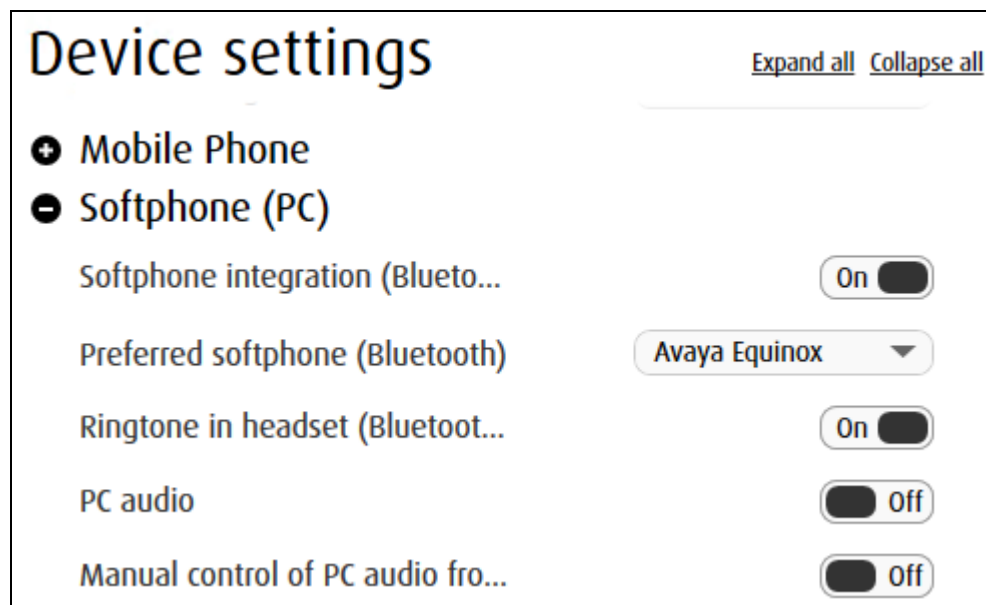 Device settings
Expand all Collapse all
Mobile Phone
Softphone (PC)
Softphone integration (Blueto... On
Preferred softphone (Bluetooth) Avaya Equinox
Ringtone in headset (Bluetoot... On
PC audio Off
Manual control of PC audio fro... Off